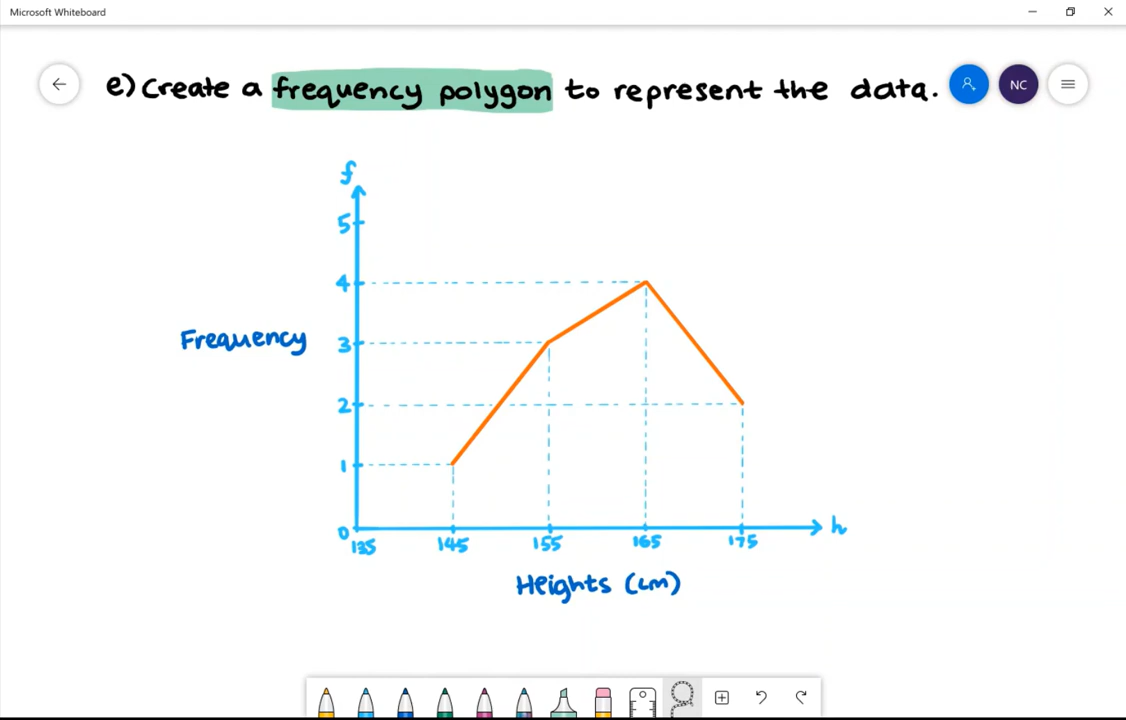 Microsoft Whiteboard
e) Create a frequency polygon to represent the data.
NC
f
5
4
Frequency
3
2
1
0
135 145 155 165 175
h
Heights (cm)